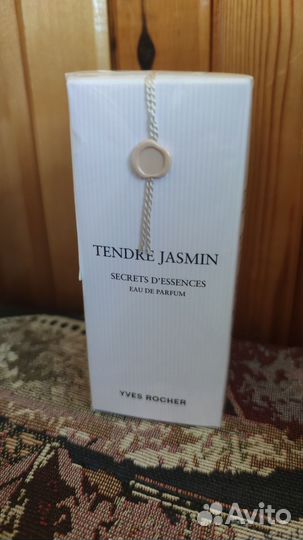 TENDRE JASMIN
SECRETS D'ESSENCES
EAU DE PARFUM
YVES ROCHER
Avito